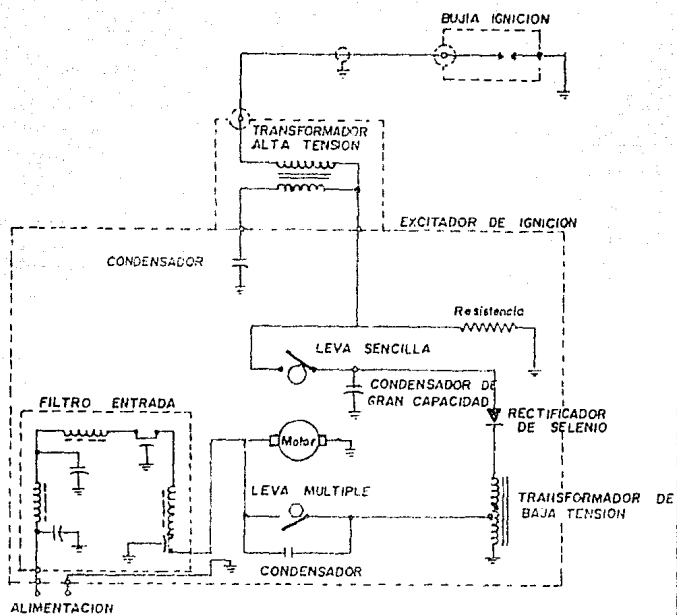 BUJIA IGNICION
TRANSFORMADOR
ALTA TENSION
EXCITADOR DE IGNICION
CONDENSADOR
Resistencia
LEVA SENCILLA
CONDENSADOR DE
GRAN CAPACIDAD
FILTRO ENTRADA
RECTIFICADOR
DE SELENIO
Motor
LEVA MULTIPLE
TRANSFORMADOR DE
BAJA TENSION
CONDENSADOR
ALIMENTACION